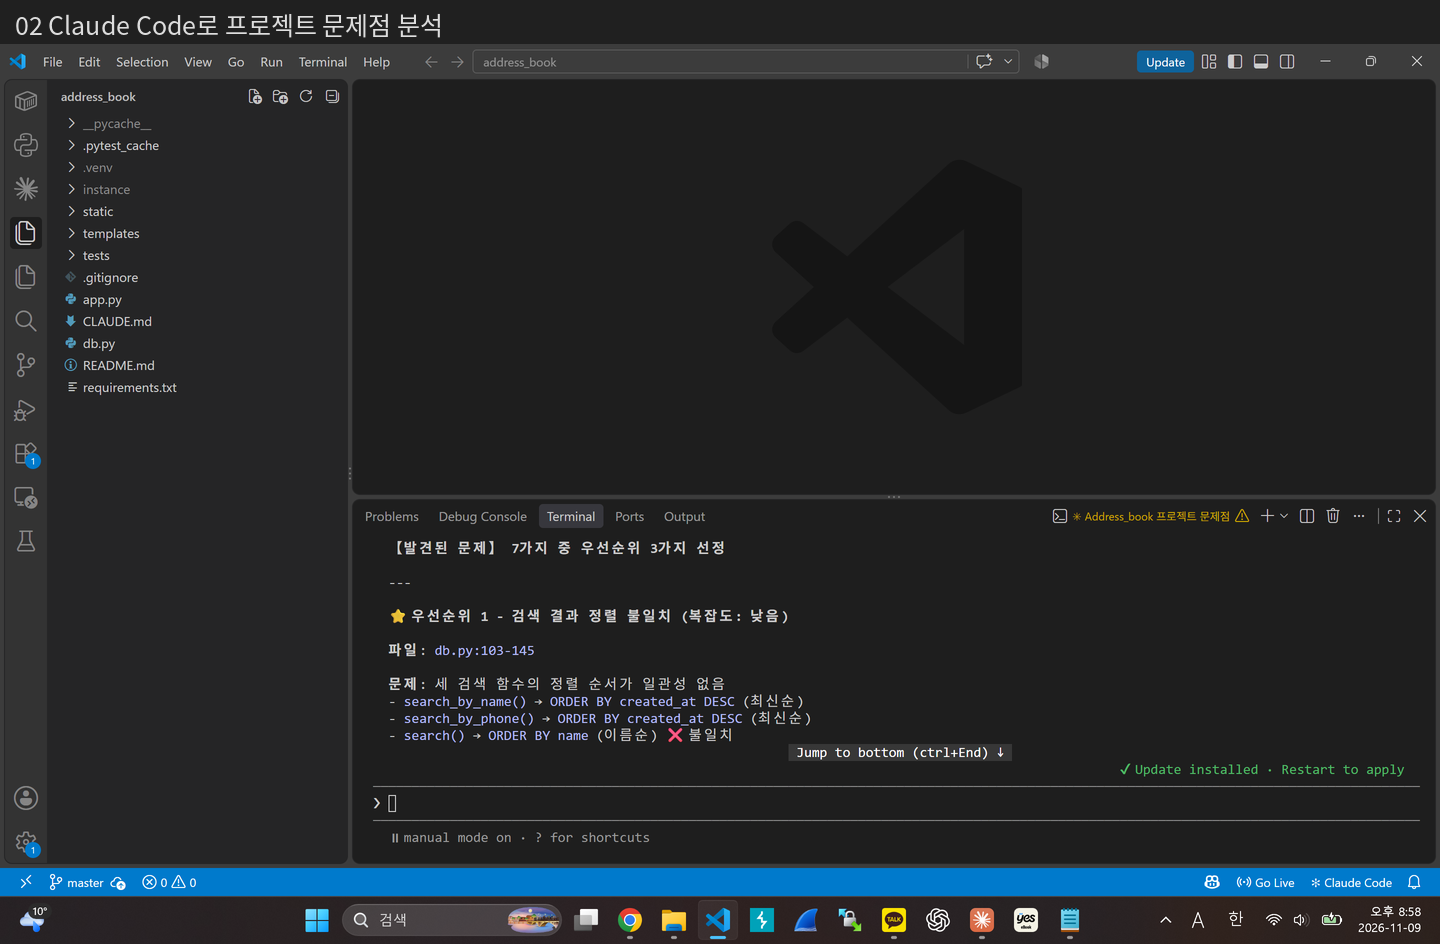 02 Claude Code로 프로젝트 문제점 분석
File Edit Selection View Go Run Terminal Help
address_book
Update
address_book
__pycache__
.pytest_cache
.venv
instance
static
templates
tests
.gitignore
app.py
CLAUDE.md
db.py
README.md
requirements.txt
1
1
Problems Debug Console Terminal Ports Output
Address_book 프로젝트 문제점
【발견된 문제】 7가지 중 우선순위 3가지 선정
---
⭐ 우선순위 1 - 검색 결과 정렬 불일치 (복잡도: 낮음)
파일: db.py:103-145
문제: 세 검색 함수의 정렬 순서가 일관성 없음
- search_by_name() → ORDER BY created_at DESC (최신순)
- search_by_phone() → ORDER BY created_at DESC (최신순)
- search() → ORDER BY name (이름순) ❌ 불일치
Jump to bottom (ctrl+End) ↓
✓ Update installed · Restart to apply
❯
⏸ manual mode on · ? for shortcuts
master 0 0
Go Live Claude Code
10°
검색
TALK
yes
eBook
A 한
오후 8:58
2026-11-09